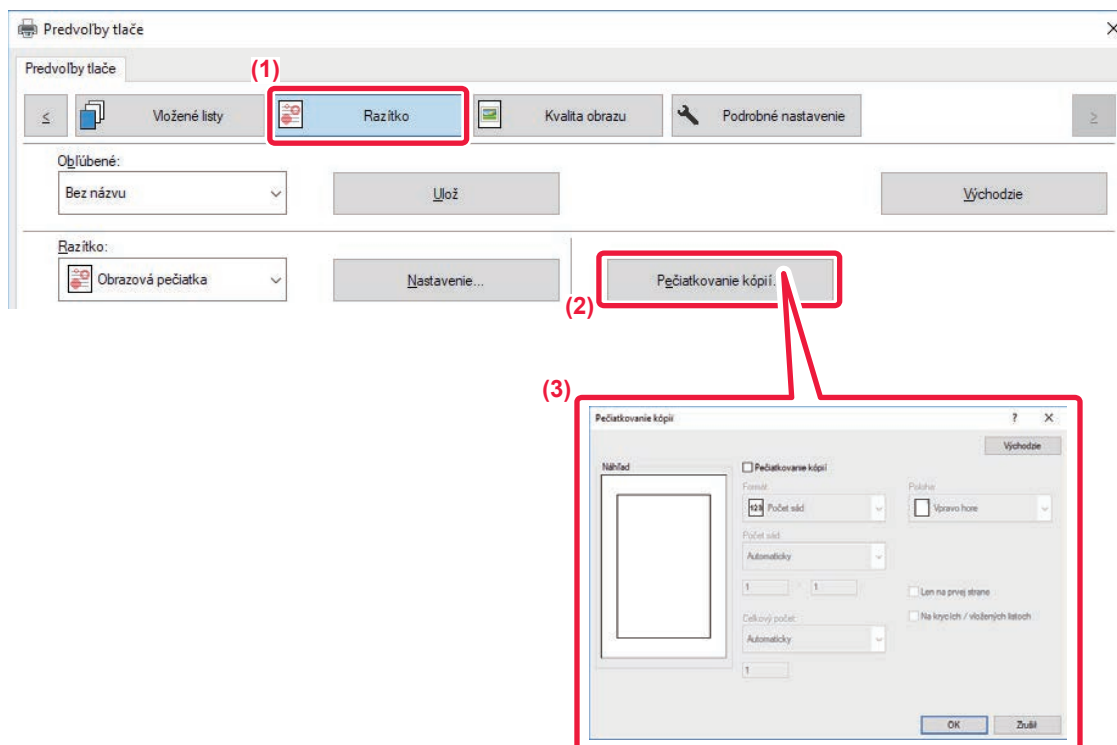 Predvoľby tlače
Predvoľby tlače
(1)
≤ Vložené listy Razítko Kvalita obrazu Podrobné nastavenie ≥
Obľúbené:
Bez názvu Ulož Východzie
Razítko:
Obrazová pečiatka Nastavenie... Pečiatkovanie kópií...
(2)
(3)
Pečiatkovanie kópií ? X
Východzie
Náhľad Pečiatkovanie kópií
Formát Poloha:
123 Počet sád Vpravo hore
Počet sád
Automaticky
1 - 1 Len na prvej strane
Celkový počet: Na krycích / vložených listoch
Automaticky
1
OK Zrušiť